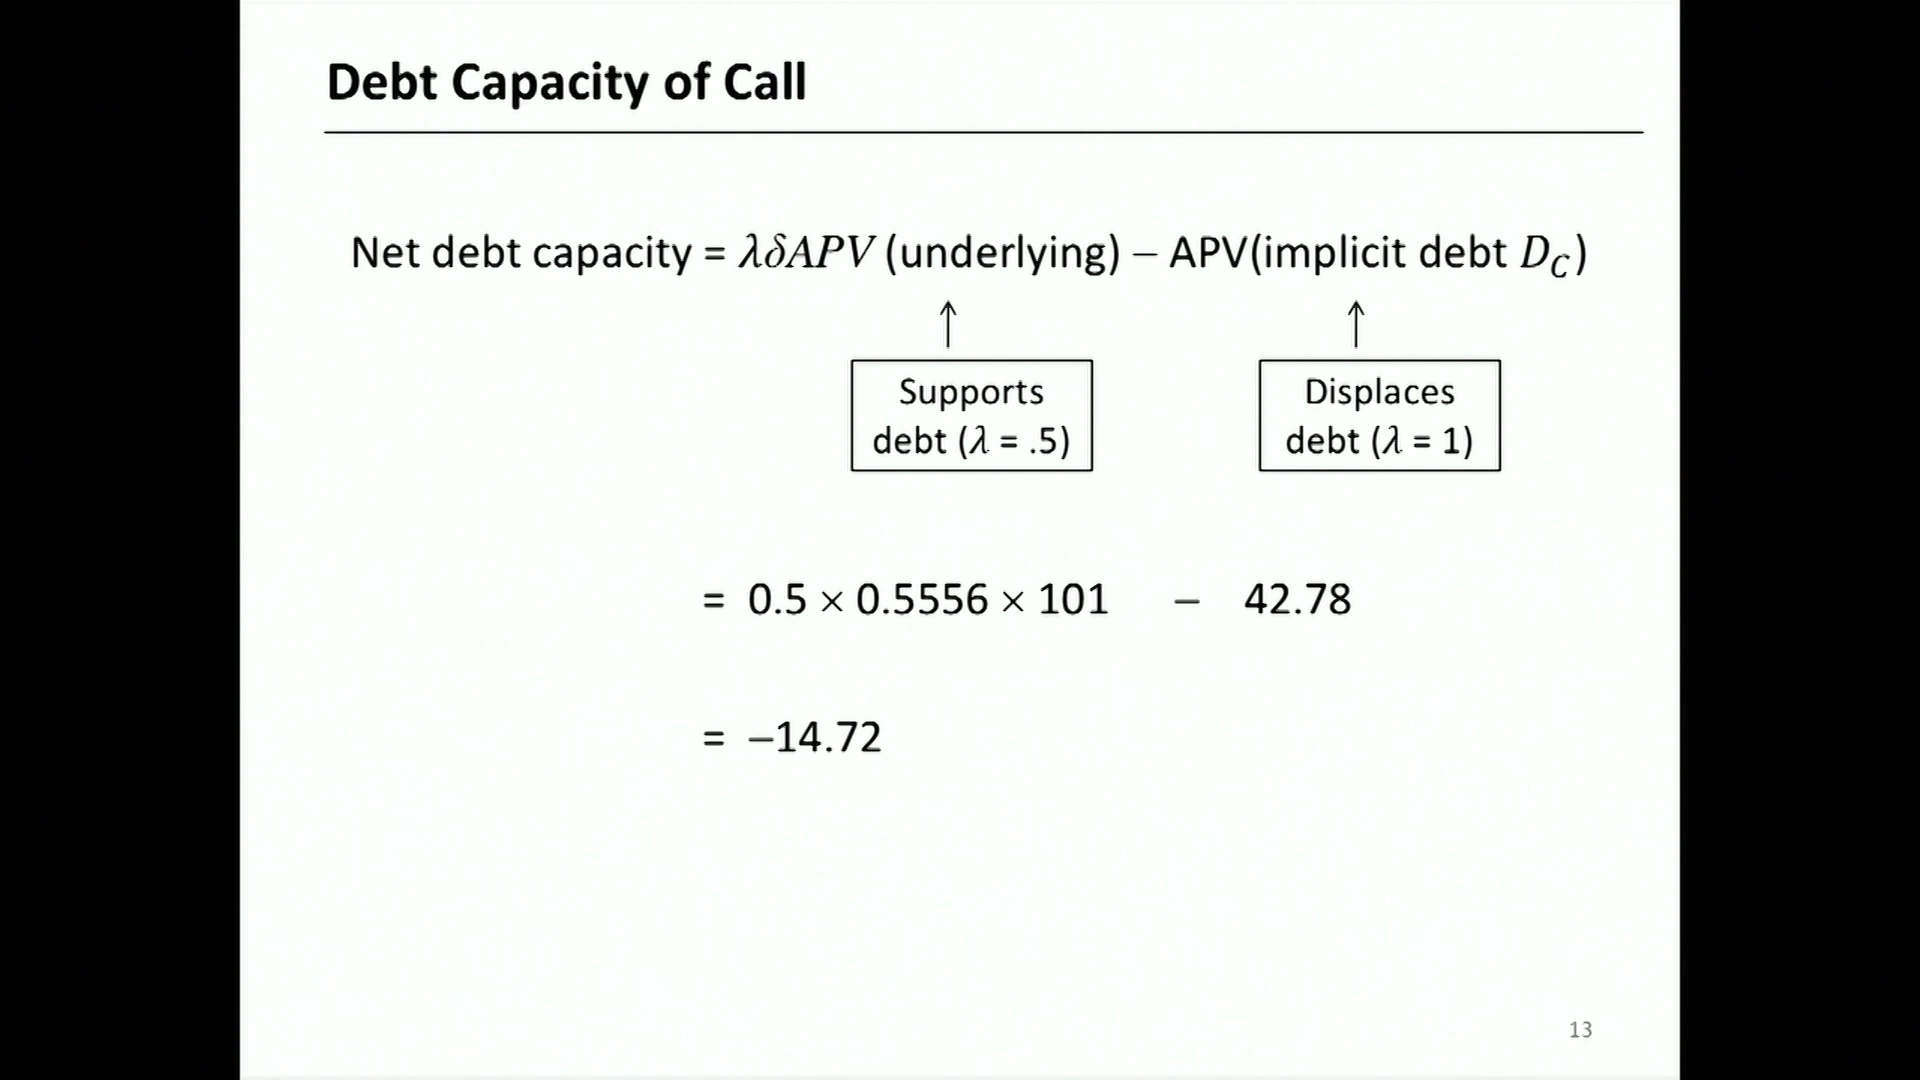 Debt Capacity of Call
Net debt capacity = λδAPV (underlying) – APV(implicit debt D_C)
Supports
debt (λ = .5)
Displaces
debt (λ = 1)
= 0.5 × 0.5556 × 101 – 42.78
= –14.72
13